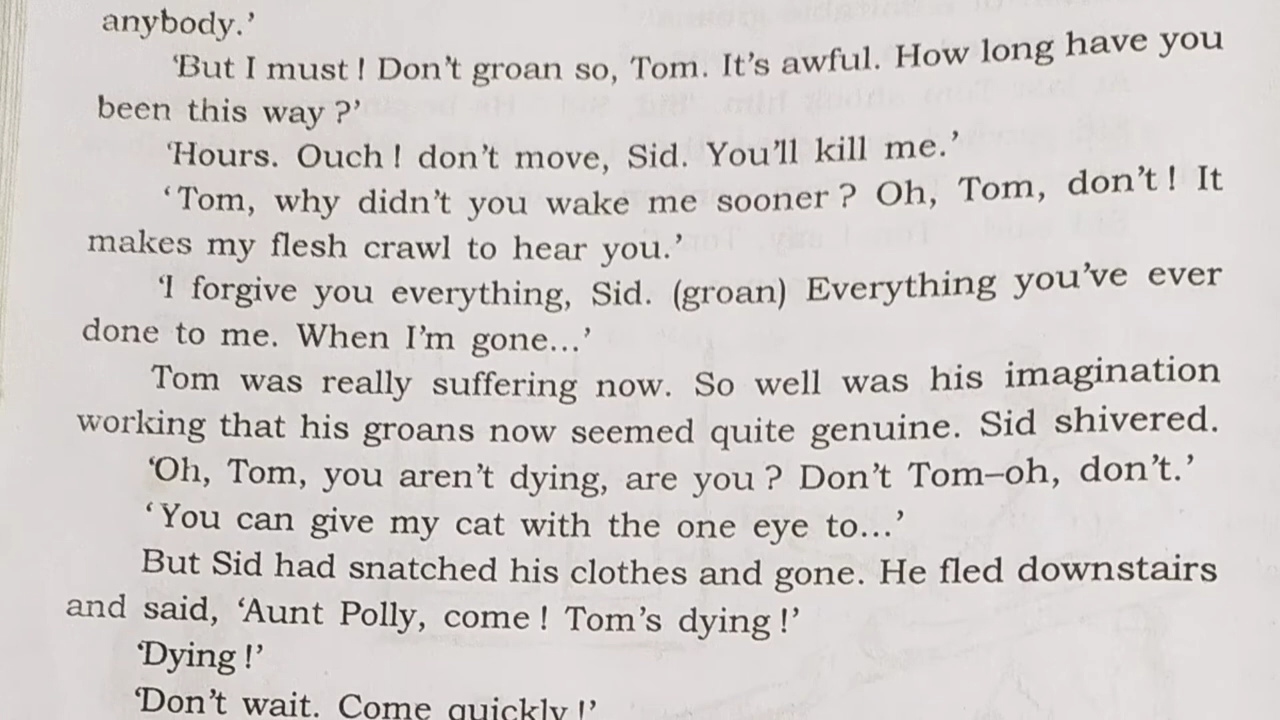 anybody.’
‘But I must ! Don’t groan so, Tom. It’s awful. How long have you
been this way ?’
‘Hours. Ouch ! don’t move, Sid. You’ll kill me.’
‘Tom, why didn’t you wake me sooner ? Oh, Tom, don’t ! It
makes my flesh crawl to hear you.’
‘I forgive you everything, Sid. (groan) Everything you’ve ever
done to me. When I’m gone...’
Tom was really suffering now. So well was his imagination
working that his groans now seemed quite genuine. Sid shivered.
‘Oh, Tom, you aren’t dying, are you ? Don’t Tom–oh, don’t.’
‘You can give my cat with the one eye to...’
But Sid had snatched his clothes and gone. He fled downstairs
and said, ‘Aunt Polly, come ! Tom’s dying !’
‘Dying !’
‘Don’t wait. Come quickly !’